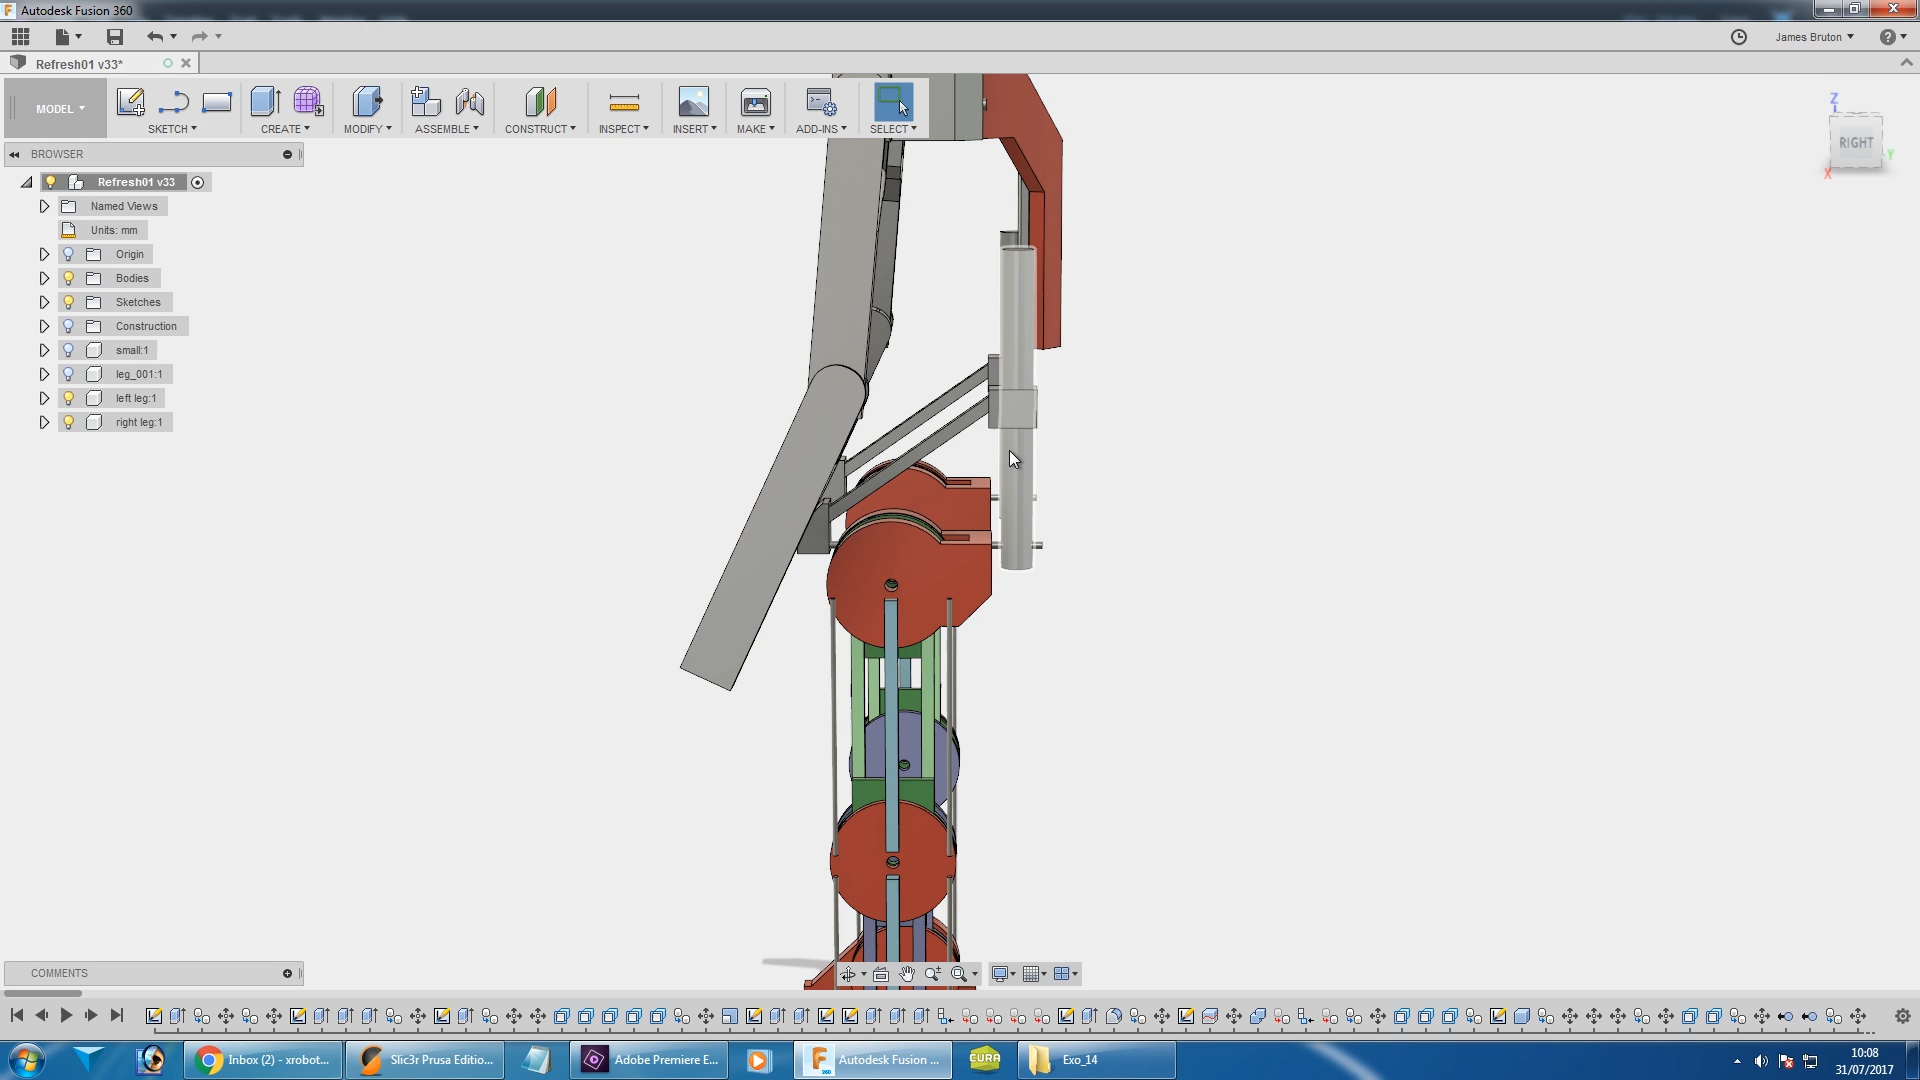 Autodesk Fusion 360
James Bruton
Refresh01 v33*
MODEL
SKETCH
CREATE
MODIFY
ASSEMBLE
CONSTRUCT
INSPECT
INSERT
MAKE
ADD-INS
SELECT
Z
RIGHT
Y
X
BROWSER
Refresh01 v33
Named Views
Units: mm
Origin
Bodies
Sketches
Construction
small:1
leg_001:1
left leg:1
right leg:1
COMMENTS
Inbox (2) - xrobot...
Slic3r Prusa Editio...
Adobe Premiere E...
Autodesk Fusion ...
CURA
Exo_14
10:08
31/07/2017